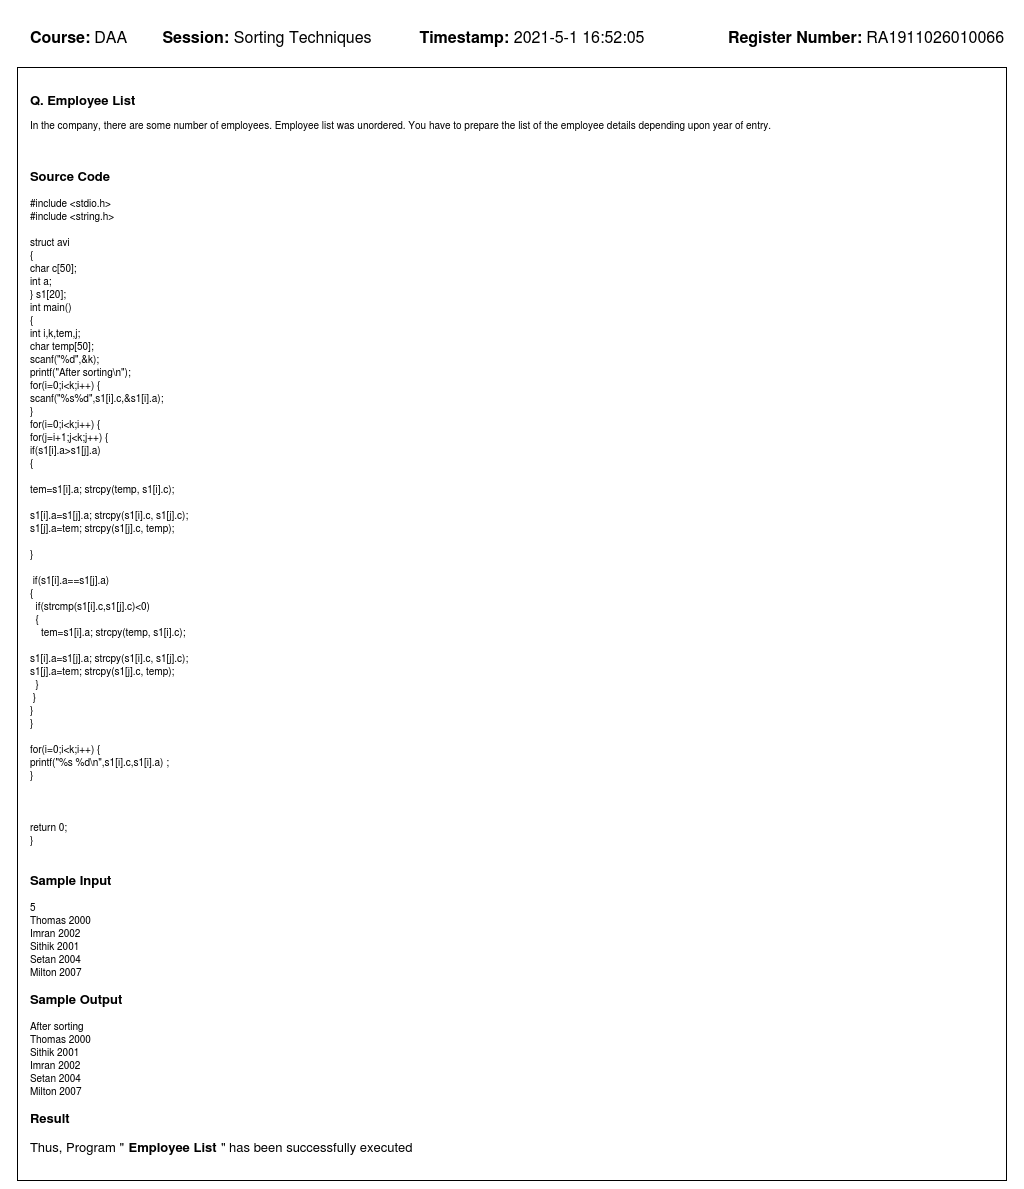 Course: DAA Session: Sorting Techniques Timestamp: 2021-5-1 16:52:05 Register Number: RA1911026010066
Q. Employee List
In the company, there are some number of employees. Employee list was unordered. You have to prepare the list of the employee details depending upon year of entry.
Source Code
#include <stdio.h>
#include <string.h>
struct avi
{
char c[50];
int a;
} s1[20];
int main()
{
int i,k,tem,j;
char temp[50];
scanf("%d",&k);
printf("After sorting\n");
for(i=0;i<k;i++) {
scanf("%s%d",s1[i].c,&s1[i].a);
}
for(i=0;i<k;i++) {
for(j=i+1;j<k;j++) {
if(s1[i].a>s1[j].a)
{
tem=s1[i].a; strcpy(temp, s1[i].c);
s1[i].a=s1[j].a; strcpy(s1[i].c, s1[j].c);
s1[j].a=tem; strcpy(s1[j].c, temp);
}
if(s1[i].a==s1[j].a)
{
if(strcmp(s1[i].c,s1[j].c)<0)
{
tem=s1[i].a; strcpy(temp, s1[i].c);
s1[i].a=s1[j].a; strcpy(s1[i].c, s1[j].c);
s1[j].a=tem; strcpy(s1[j].c, temp);
}
}
}
}
for(i=0;i<k;i++) {
printf("%s %d\n",s1[i].c,s1[i].a) ;
}
return 0;
}
Sample Input
5
Thomas 2000
Imran 2002
Sithik 2001
Setan 2004
Milton 2007
Sample Output
After sorting
Thomas 2000
Sithik 2001
Imran 2002
Setan 2004
Milton 2007
Result
Thus, Program " Employee List " has been successfully executed